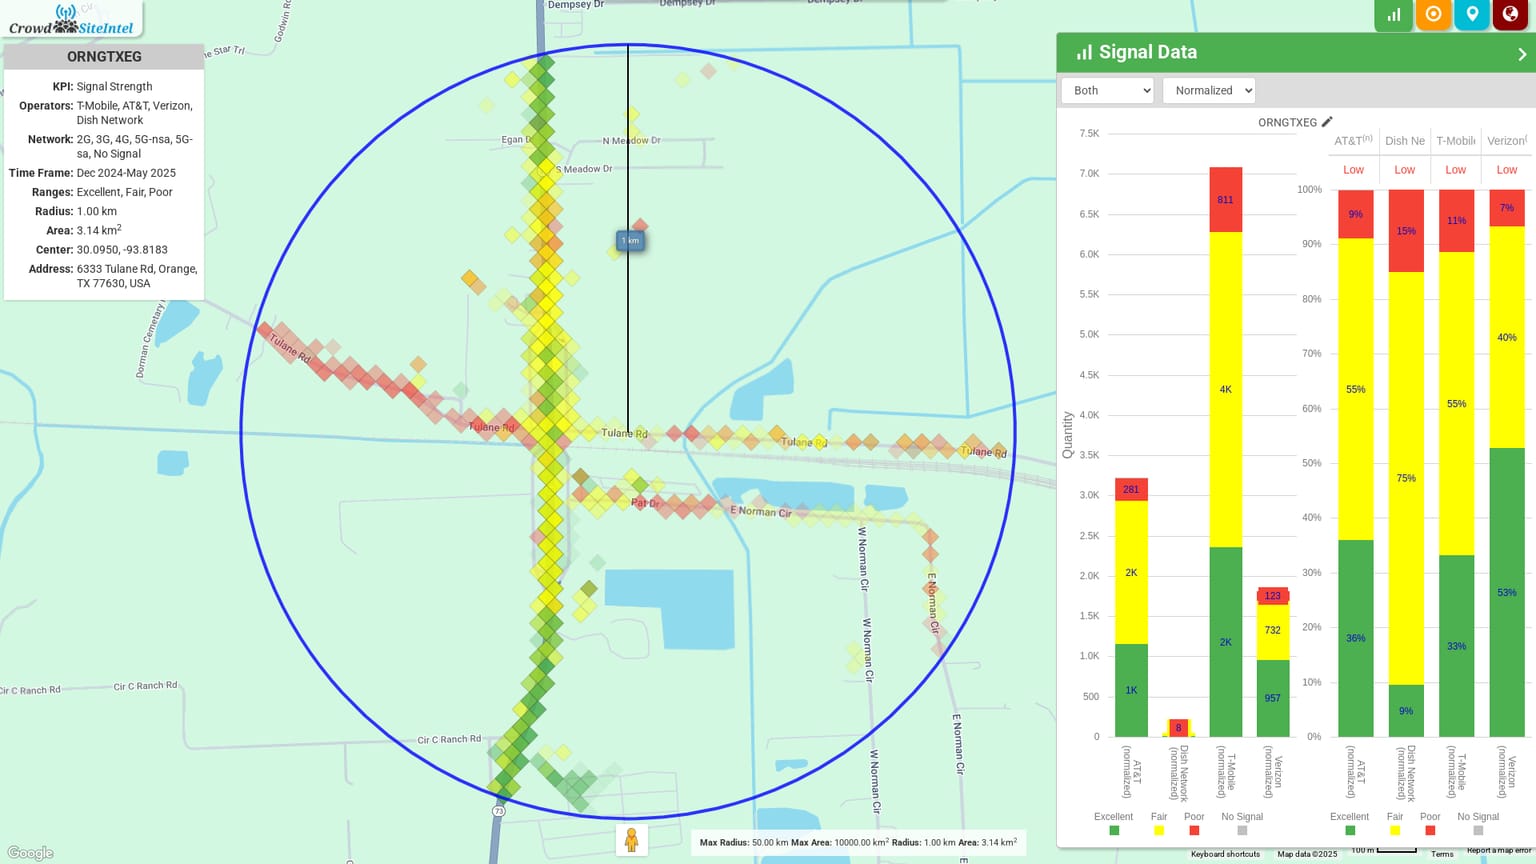 Crowd SiteIntel
ORNGTXEG
KPI: Signal Strength
Operators: T-Mobile, AT&T, Verizon,
Dish Network
Network: 2G, 3G, 4G, 5G-nsa, 5G-
sa, No Signal
Time Frame: Dec 2024-May 2025
Ranges: Excellent, Fair, Poor
Radius: 1.00 km
Area: 3.14 km²
Center: 30.0950, -93.8183
Address: 6333 Tulane Rd, Orange,
TX 77630, USA
Dempsey Dr
Dempsey Dr
Dempsey Dr
Godwin Rd
ne Star Trl
Egan D
N Meadow Dr
S Meadow Dr
1 km
Dorman Cemetary
Tulane Rd
Tulane Rd
Tulane Rd
Tulane Rd
Tulane Rd
Pat Dr
E Norman Cir
W Norman Cir
E Norman Cir
W Norman Cir
Cir C Ranch Rd
Cir C Ranch Rd
Cir C Ranch Rd
E Norman Cir
W Norman Cir
73
Google
Max Radius: 50.00 km Max Area: 10000.00 km² Radius: 1.00 km Area: 3.14 km²
Signal Data
Both
Normalized
ORNGTXEG
Quantity
7.5K
7.0K
6.5K
6.0K
5.5K
5.0K
4.5K
4.0K
3.5K
3.0K
2.5K
2.0K
1.5K
1.0K
500
0
281
2K
1K
8
811
4K
2K
123
732
957
AT&T
(normalized)
Dish Network
(normalized)
T-Mobile
(normalized)
Verizon
(normalized)
Excellent Fair Poor No Signal
AT&T(n) Dish Ne T-Mobile Verizon(
Low Low Low Low
100%
90%
80%
70%
60%
50%
40%
30%
20%
10%
0%
9%
55%
36%
15%
75%
9%
11%
55%
33%
7%
40%
53%
AT&T
(normalized)
Dish Network
(normalized)
T-Mobile
(normalized)
Verizon
(normalized)
Excellent Fair Poor No Signal
Keyboard shortcuts Map data ©2025 100 m Terms Report a map error